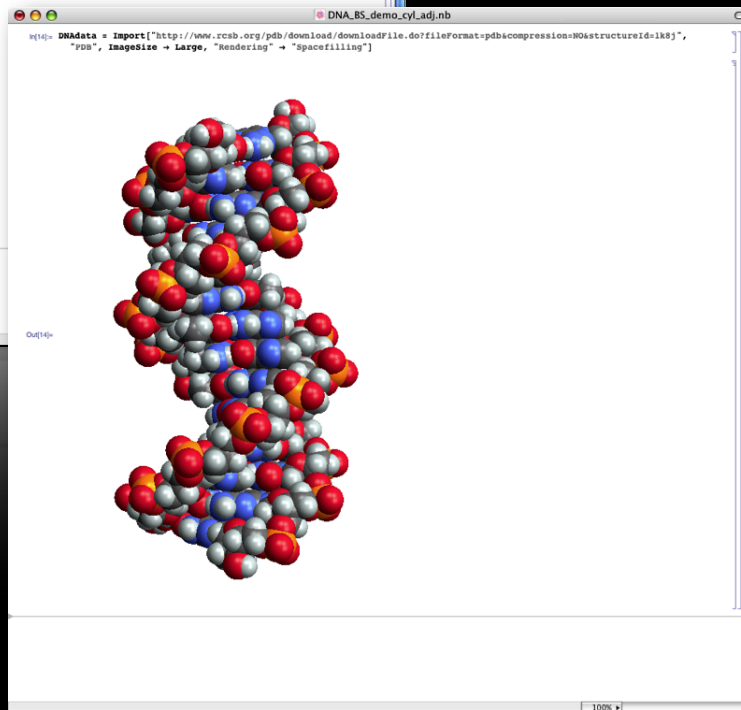 DNA_BS_demo_cyl_adj.nb
In[14]:= DNAdata = Import["http://www.rcsb.org/pdb/download/downloadFile.do?fileFormat=pdb&compression=NO&structureId=1k8j",
"PDB", ImageSize → Large, "Rendering" → "Spacefilling"]
Out[14]=
100%